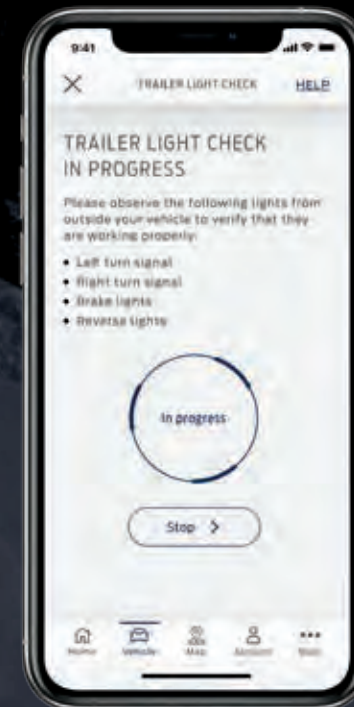 9:41
TRAILER LIGHT CHECK HELP
TRAILER LIGHT CHECK
IN PROGRESS
Please observe the following lights from
outside your vehicle to verify that they
are working properly:
• Left turn signal
• Right turn signal
• Brake lights
• Reverse lights
In progress
Stop >
Home Vehicle Map Account More